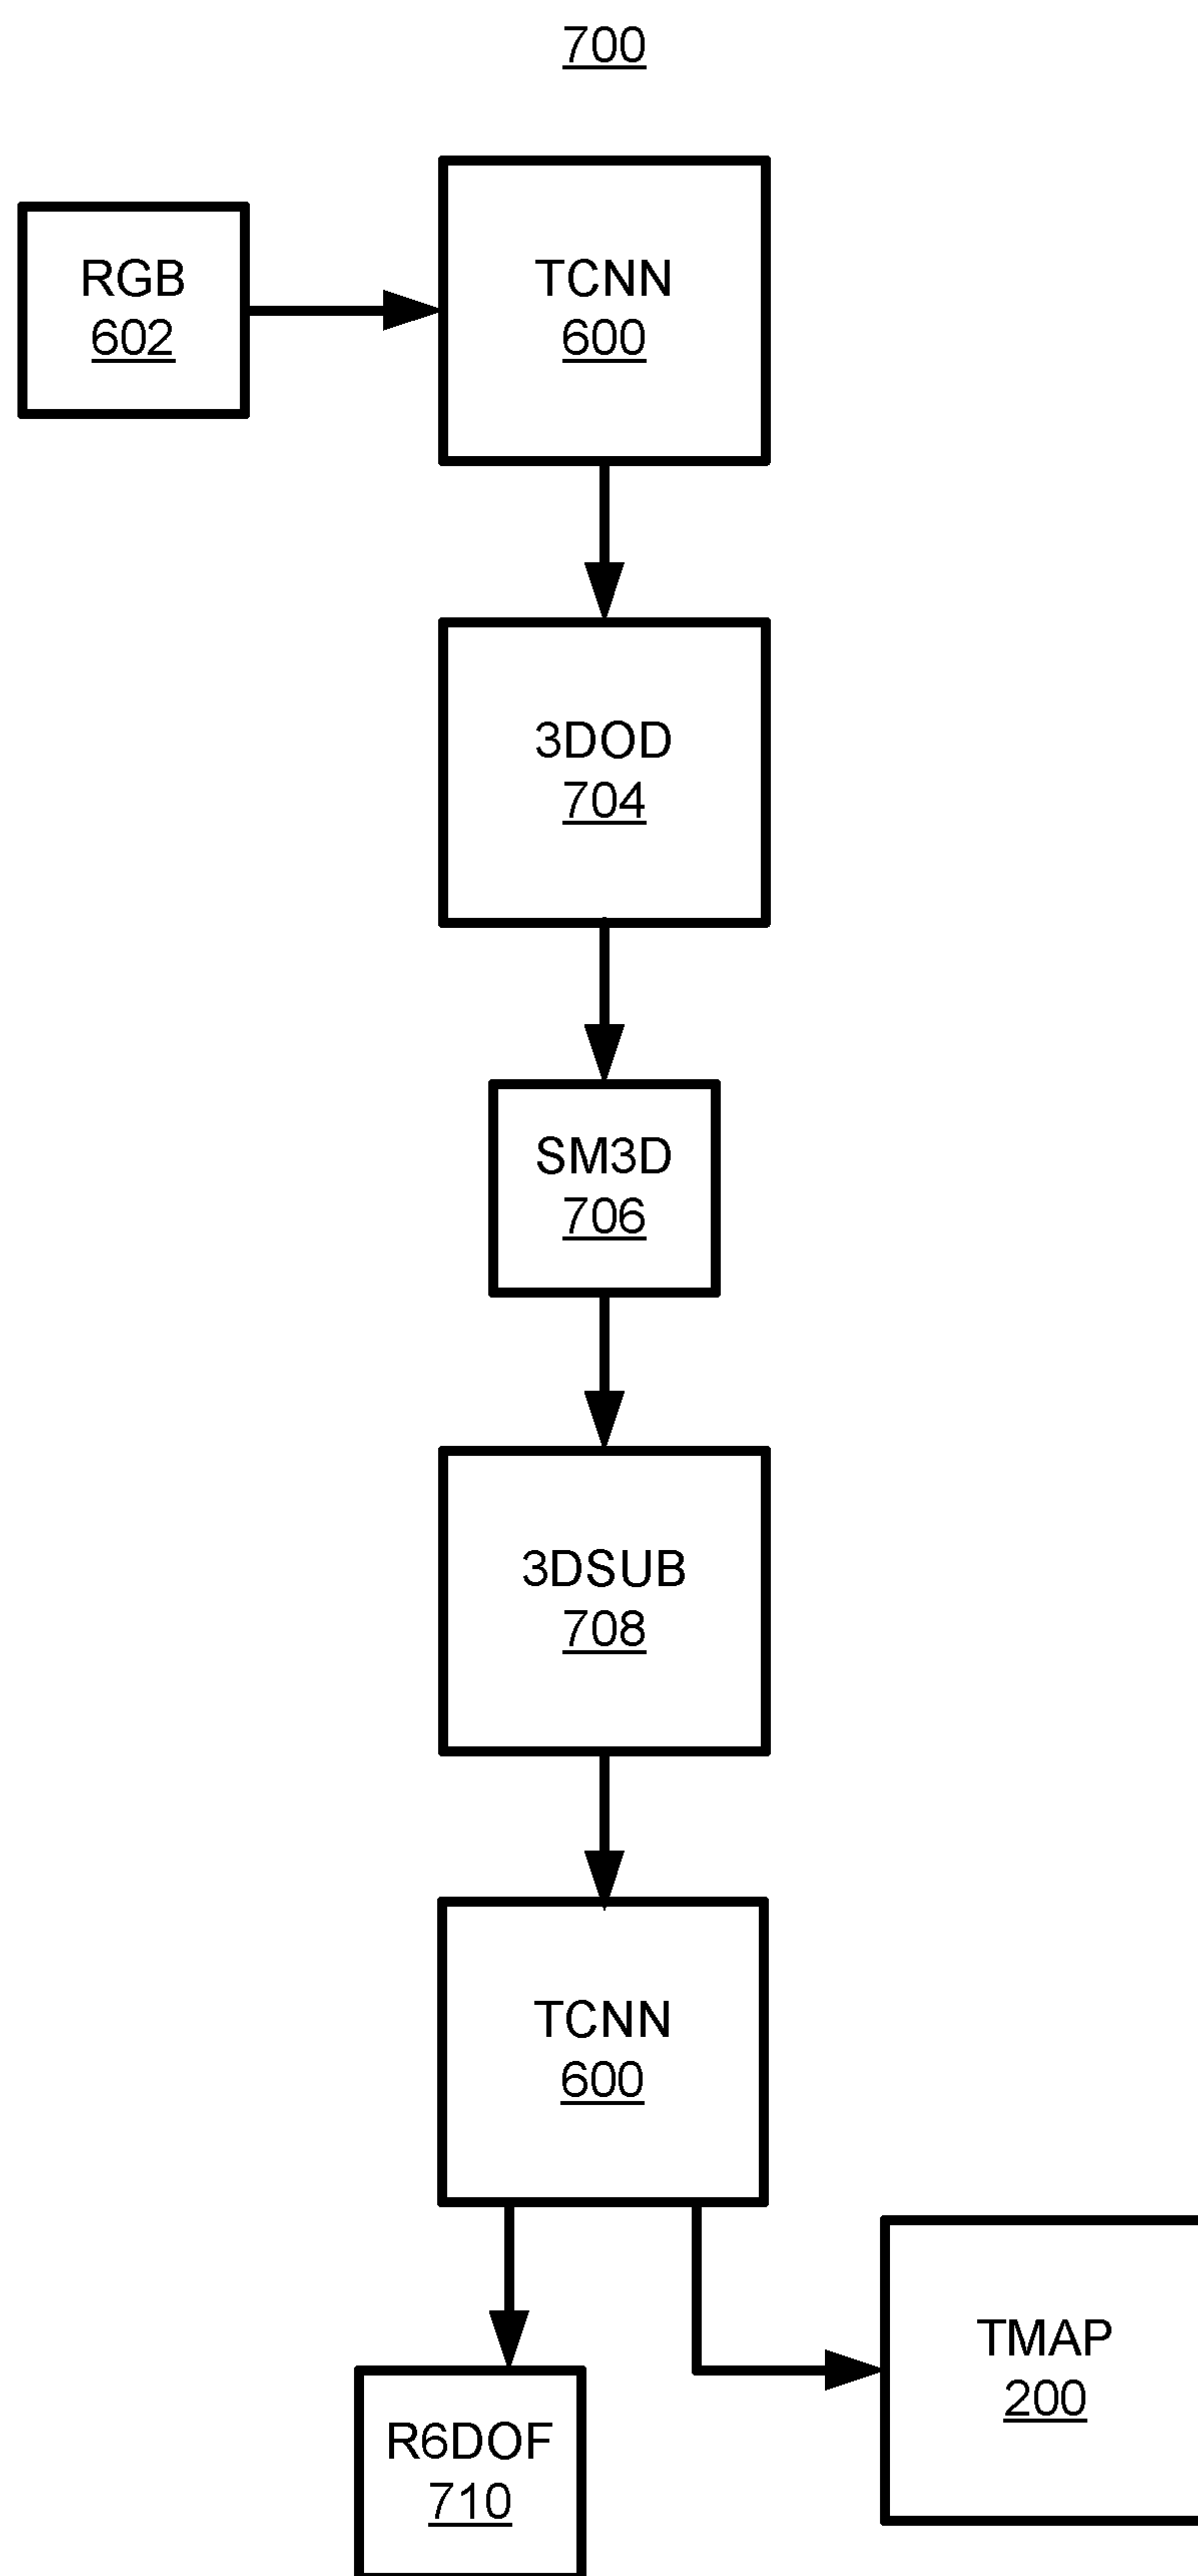 700
RGB
602
TCNN
600
3DOD
704
SM3D
706
3DSUB
708
TCNN
600
TMAP
200
R6DOF
710